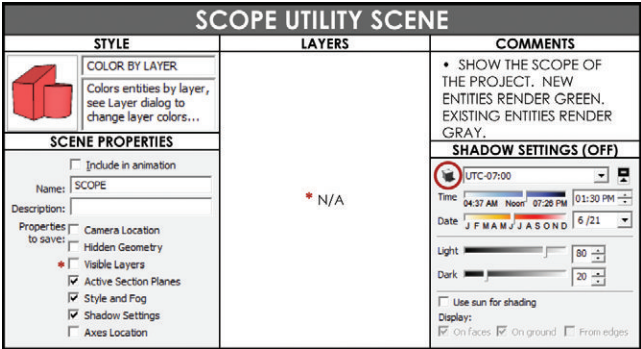 SCOPE UTILITY SCENE
STYLE
COLOR BY LAYER
Colors entities by layer,
see Layer dialog to
change layer colors...
SCENE PROPERTIES
Include in animation
Name: SCOPE
Description:
Properties
to save:
Camera Location
Hidden Geometry
* Visible Layers
Active Section Planes
Style and Fog
Shadow Settings
Axes Location
LAYERS
* N/A
COMMENTS
• SHOW THE SCOPE OF
THE PROJECT. NEW
ENTITIES RENDER GREEN.
EXISTING ENTITIES RENDER
GRAY.
SHADOW SETTINGS (OFF)
UTC-07:00
Time 04:37 AM Noon 07:26 PM 01:30 PM
Date J F M A M J J A S O N D 6 /21
Light 80
Dark 20
Use sun for shading
Display:
On faces On ground From edges